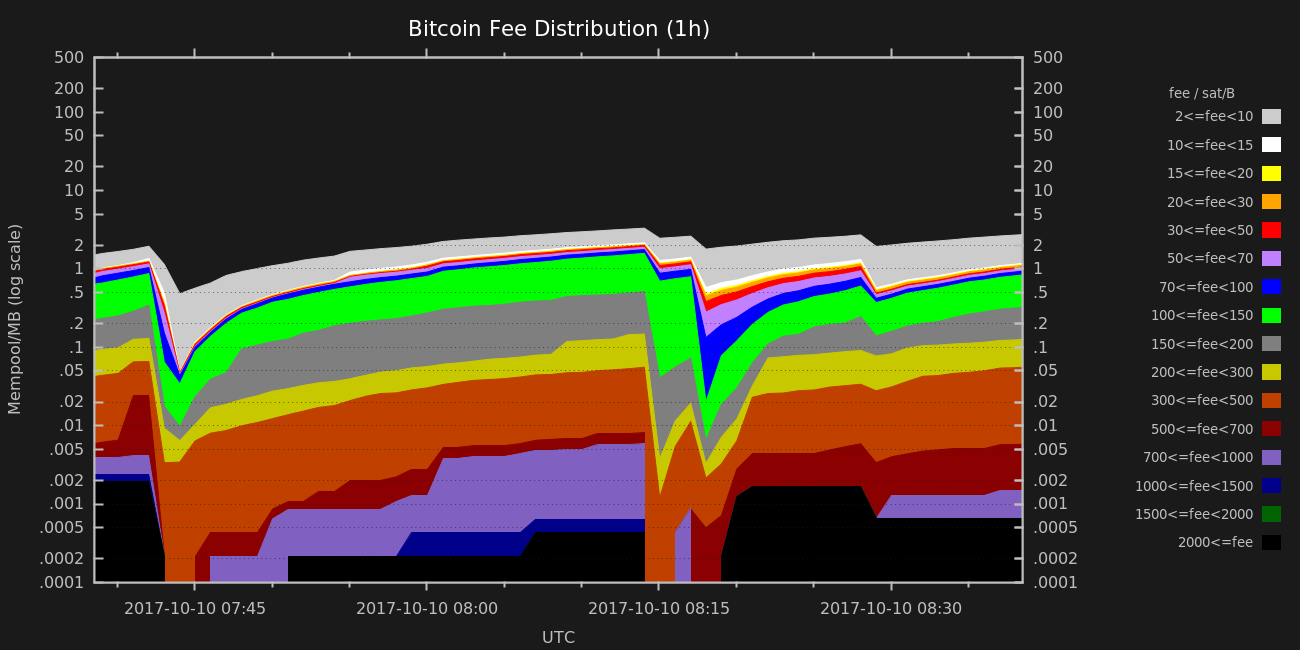 Bitcoin Fee Distribution (1h)
500 500
200 200
100 100
50 50
20 20
10 10
5 5
2 2
1 1
.5 .5
.2 .2
.1 .1
.05 .05
.02 .02
.01 .01
.005 .005
.002 .002
.001 .001
.0005 .0005
.0002 .0002
.0001 .0001
Mempool/MB (log scale)
2017-10-10 07:45 2017-10-10 08:00 2017-10-10 08:15 2017-10-10 08:30
UTC
fee / sat/B
2<=fee<10
10<=fee<15
15<=fee<20
20<=fee<30
30<=fee<50
50<=fee<70
70<=fee<100
100<=fee<150
150<=fee<200
200<=fee<300
300<=fee<500
500<=fee<700
700<=fee<1000
1000<=fee<1500
1500<=fee<2000
2000<=fee